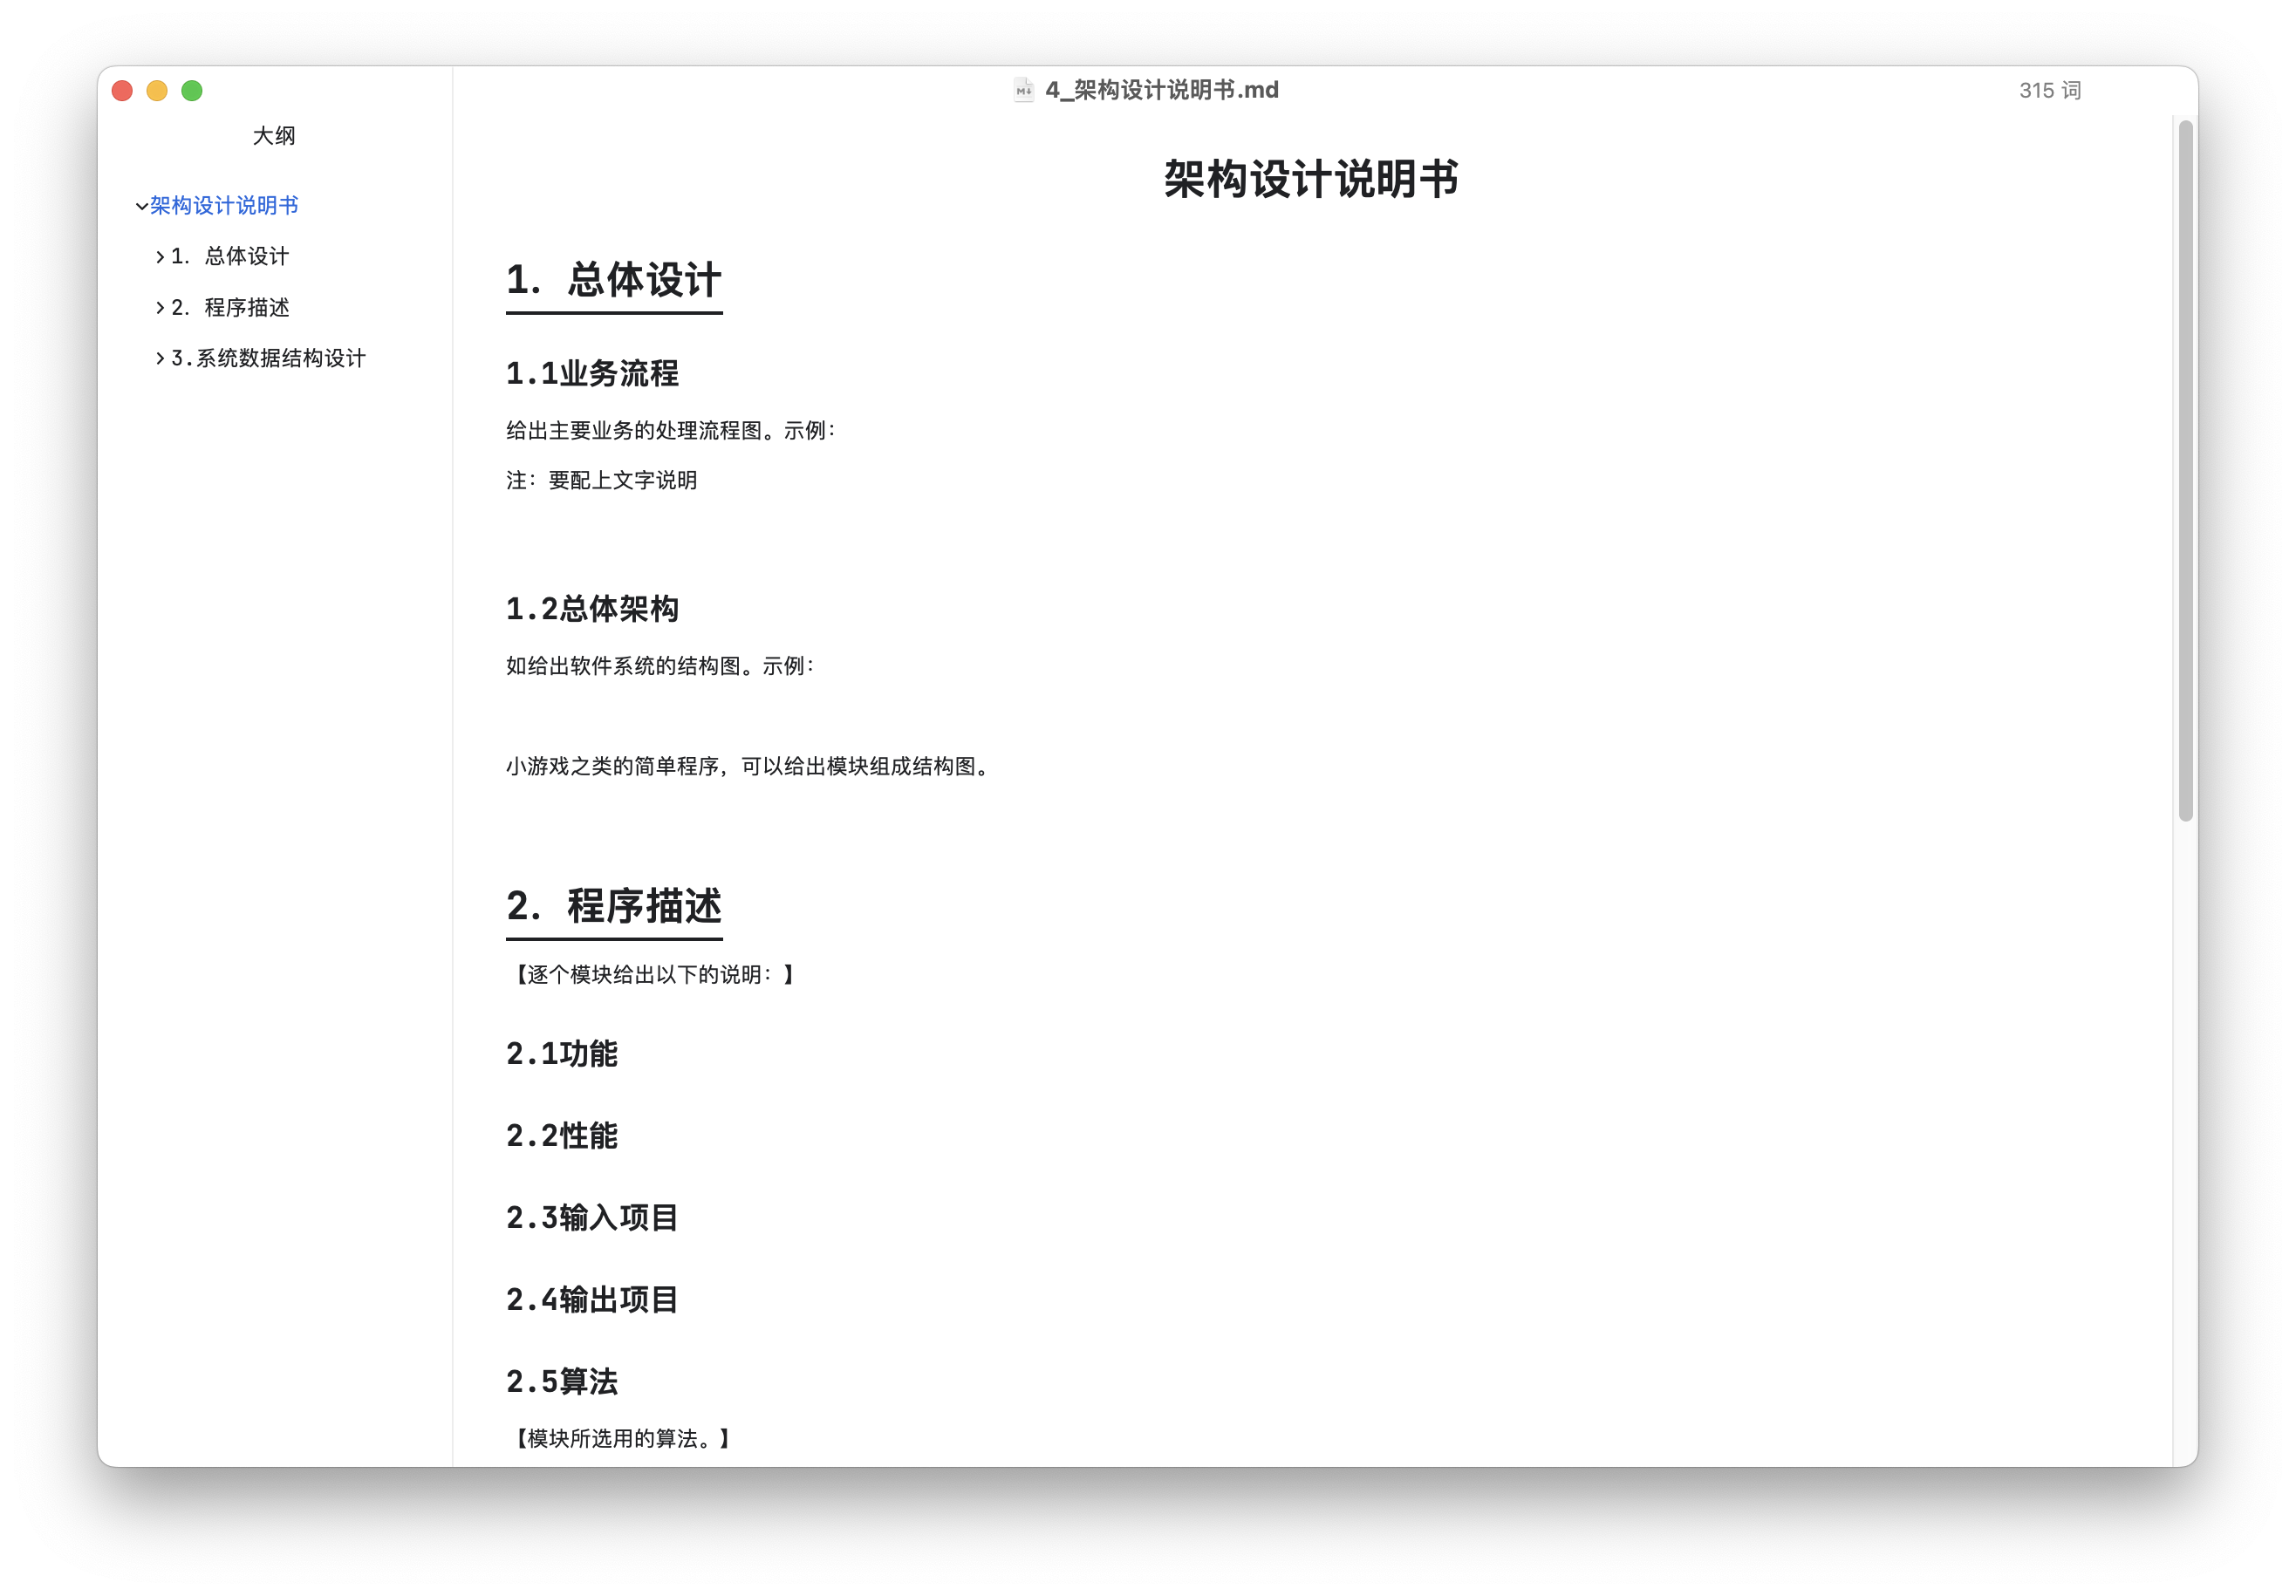 4_架构设计说明书.md
315 词
大纲
架构设计说明书
1. 总体设计
2. 程序描述
3.系统数据结构设计
架构设计说明书
1. 总体设计
1.1业务流程
给出主要业务的处理流程图。示例：
注：要配上文字说明
1.2总体架构
如给出软件系统的结构图。示例：
小游戏之类的简单程序，可以给出模块组成结构图。
2. 程序描述
【逐个模块给出以下的说明：】
2.1功能
2.2性能
2.3输入项目
2.4输出项目
2.5算法
【模块所选用的算法。】